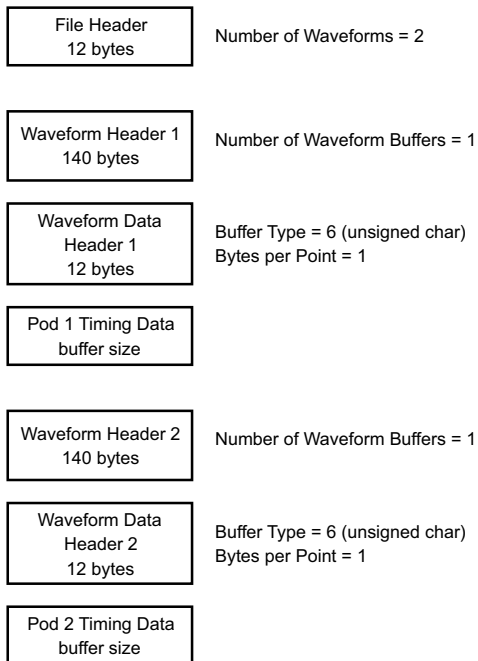 File Header
12 bytes
Number of Waveforms = 2
Waveform Header 1
140 bytes
Number of Waveform Buffers = 1
Waveform Data
Header 1
12 bytes
Buffer Type = 6 (unsigned char)
Bytes per Point = 1
Pod 1 Timing Data
buffer size
Waveform Header 2
140 bytes
Number of Waveform Buffers = 1
Waveform Data
Header 2
12 bytes
Buffer Type = 6 (unsigned char)
Bytes per Point = 1
Pod 2 Timing Data
buffer size